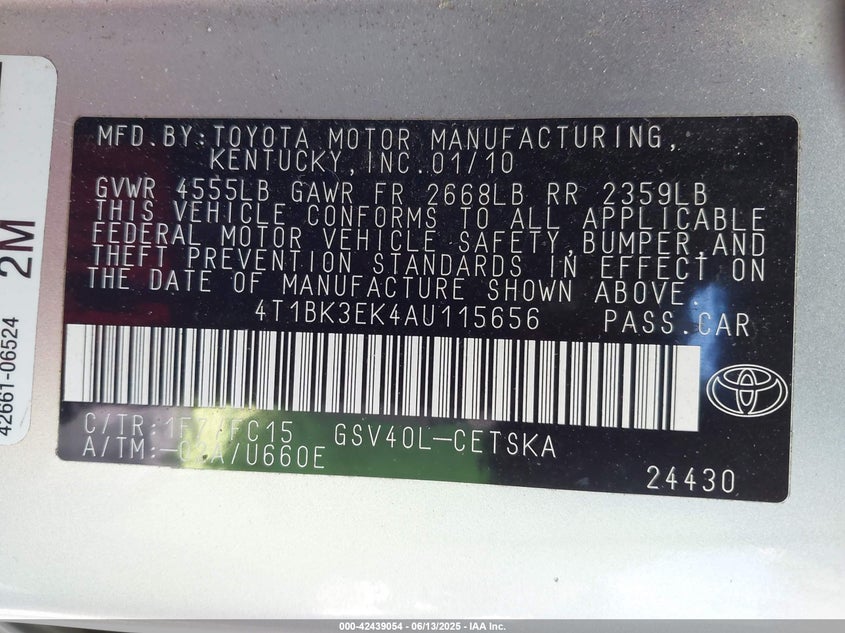 MFD.BY:TOYOTA MOTOR MANUFACTURING,
KENTUCKY,INC.01/10
GVWR 4555LB GAWR FR 2668LB RR 2359LB
THIS VEHICLE CONFORMS TO ALL APPLICABLE
FEDERAL MOTOR VEHICLE SAFETY,BUMPER,AND
THEFT PREVENTION STANDARDS IN EFFECT ON
THE DATE OF MANUFACTURE SHOWN ABOVE.
4T1BK3EK4AU115656 PASS.CAR
C/TR: GSV40L-CETSKA
A/TM: 24430
42661-06524
2M
000-42439054 - 06/13/2025 - IAA Inc.